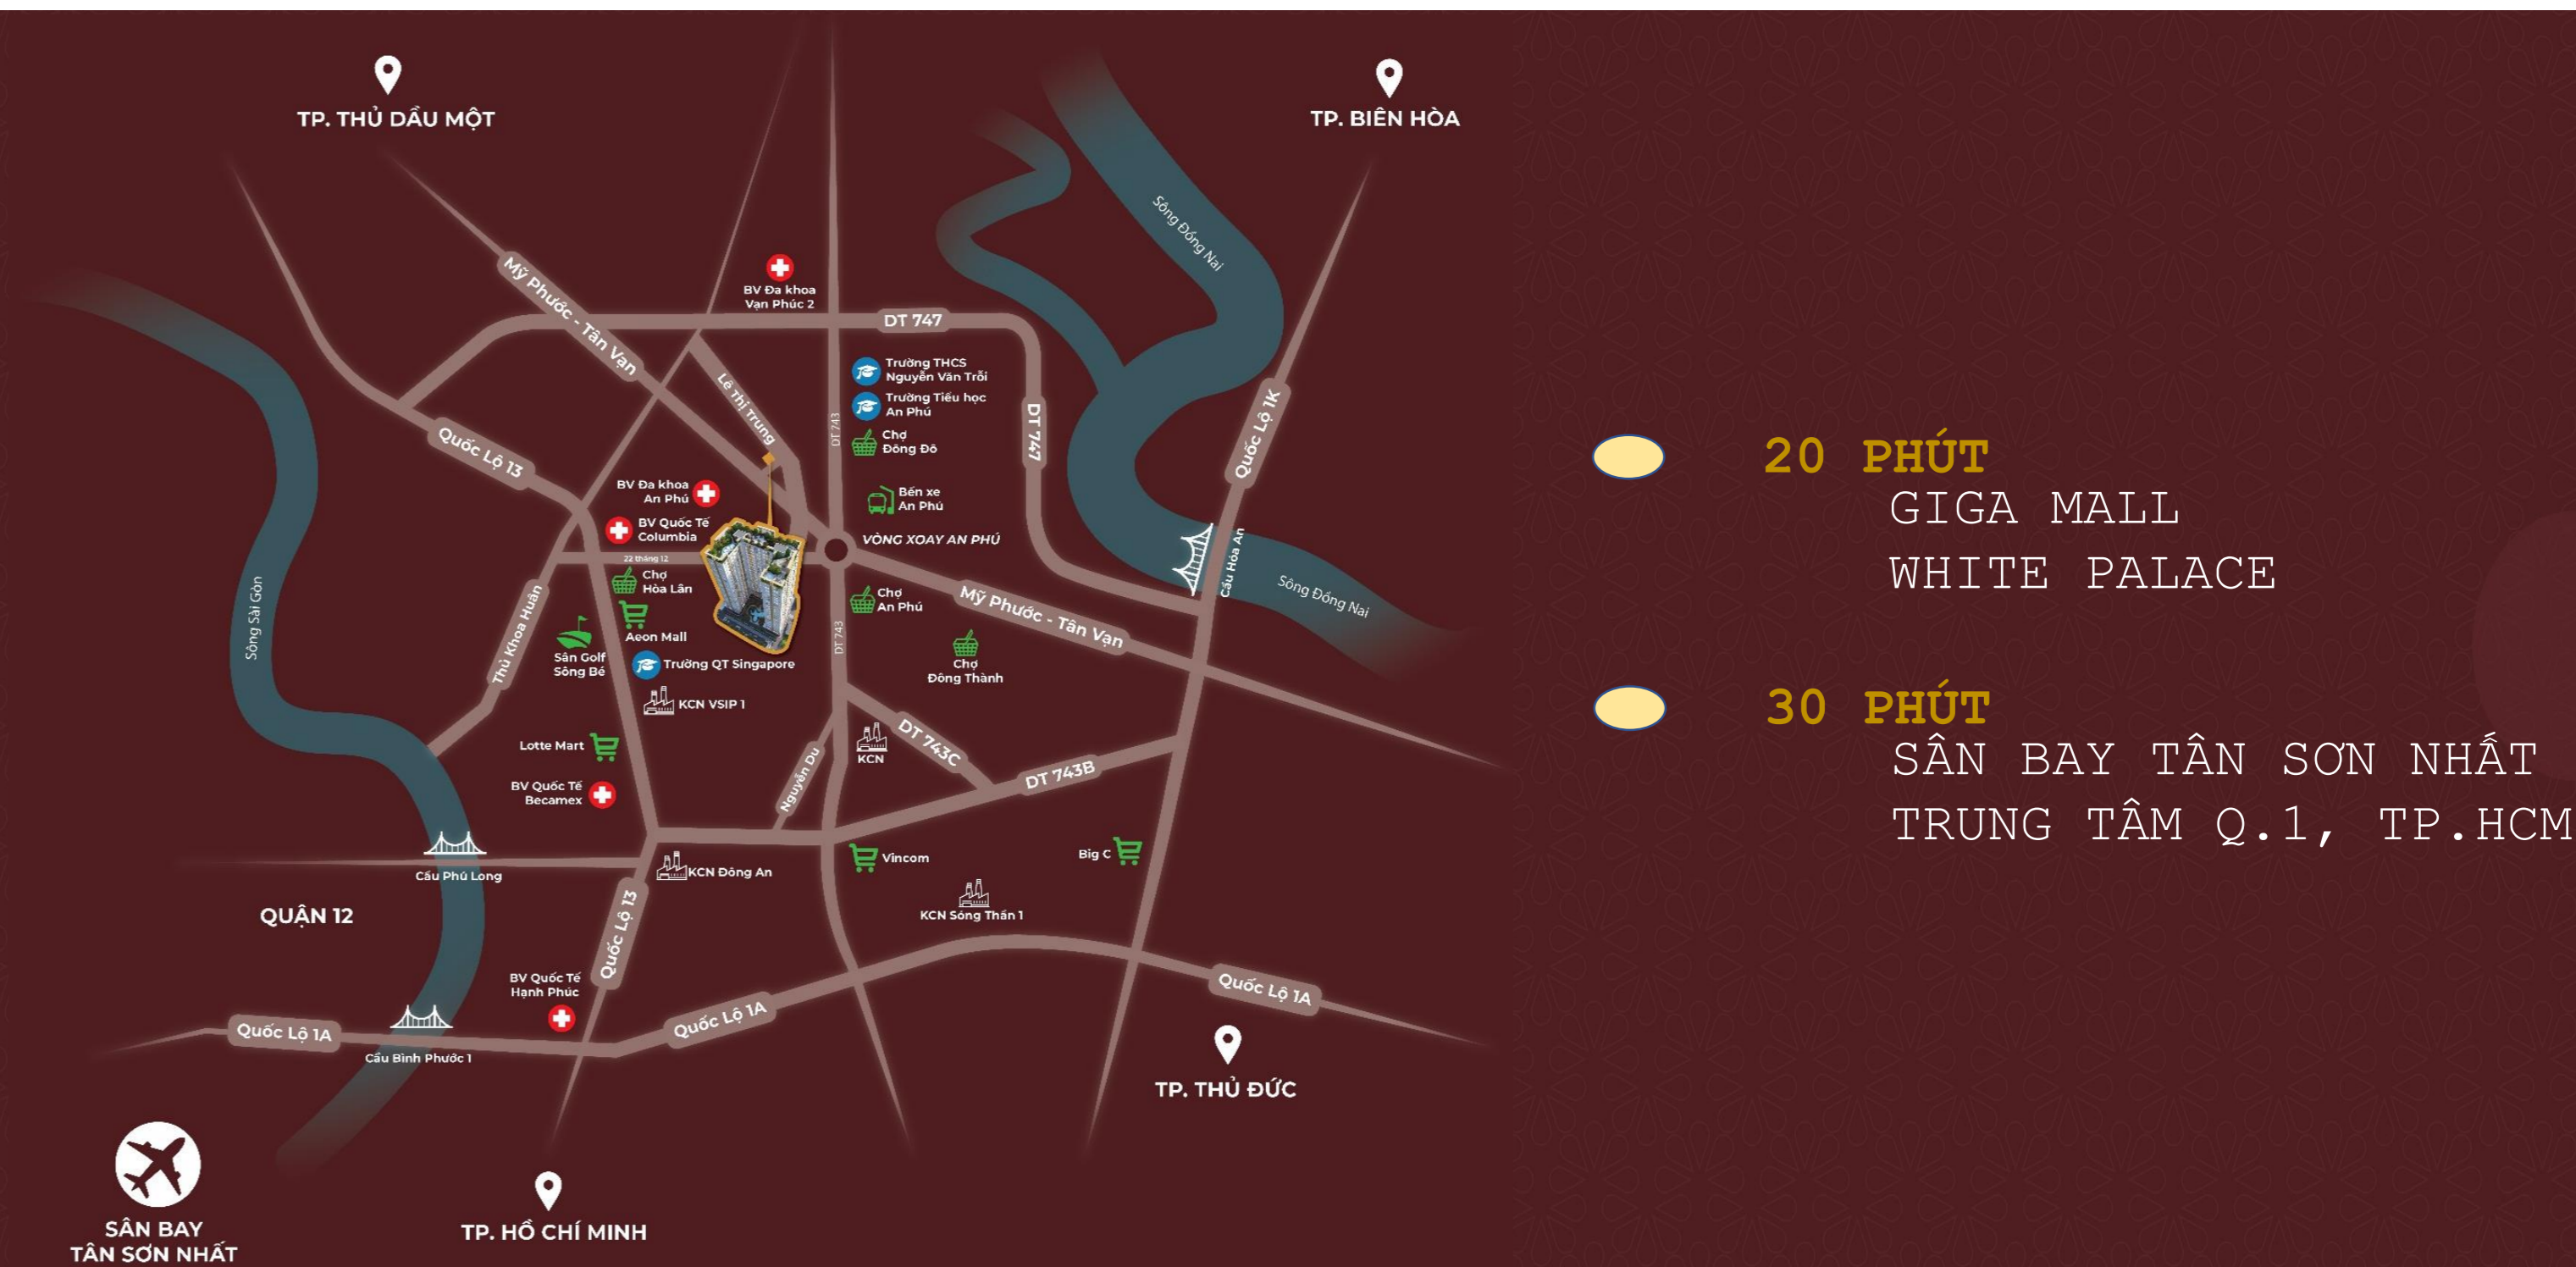 TP. THỦ DẦU MỘT
TP. BIÊN HÒA
Sông Đồng Nai
Mỹ Phước - Tân Vạn
BV Đa khoa
Vạn Phúc 2
DT 747
Trường THCS
Nguyễn Văn Trỗi
Trường Tiểu học
An Phú
Lê Thị Trung
DT 743
DT 747
Quốc Lộ 1K
Chợ
Đông Đô
Quốc Lộ 13
BV Đa khoa
An Phú
Bến xe
An Phú
BV Quốc Tế
Columbia
VÒNG XOAY AN PHÚ
22 tháng 12
Cầu Hóa An
Sông Đồng Nai
Chợ
Hòa Lân
Chợ
An Phú
Mỹ Phước - Tân Vạn
Sông Sài Gòn
Thủ Khoa Huân
Aeon Mall
DT 743
Sân Golf
Sông Bé
Trường QT Singapore
Chợ
Đông Thành
KCN VSIP 1
Lotte Mart
Nguyễn Du
KCN
DT 743C
DT 743B
BV Quốc Tế
Becamex
Cầu Phú Long
KCN Đông An
Vincom
Big C
QUẬN 12
Quốc Lộ 13
KCN Sóng Thần 1
BV Quốc Tế
Hạnh Phúc
Quốc Lộ 1A
Quốc Lộ 1A
Quốc Lộ 1A
Cầu Bình Phước 1
TP. THỦ ĐỨC
SÂN BAY
TÂN SƠN NHẤT
TP. HỒ CHÍ MINH
20 PHÚT
GIGA MALL
WHITE PALACE
30 PHÚT
SÂN BAY TÂN SƠN NHẤT
TRUNG TÂM Q.1, TP.HCM